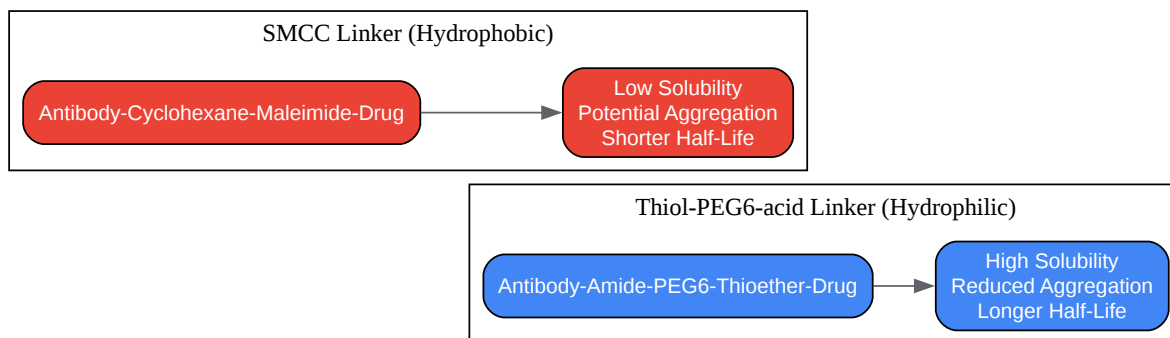 SMCC Linker (Hydrophobic)
Antibody-Cyclohexane-Maleimide-Drug
Low Solubility
Potential Aggregation
Shorter Half-Life
Thiol-PEG6-acid Linker (Hydrophilic)
Antibody-Amide-PEG6-Thioether-Drug
High Solubility
Reduced Aggregation
Longer Half-Life